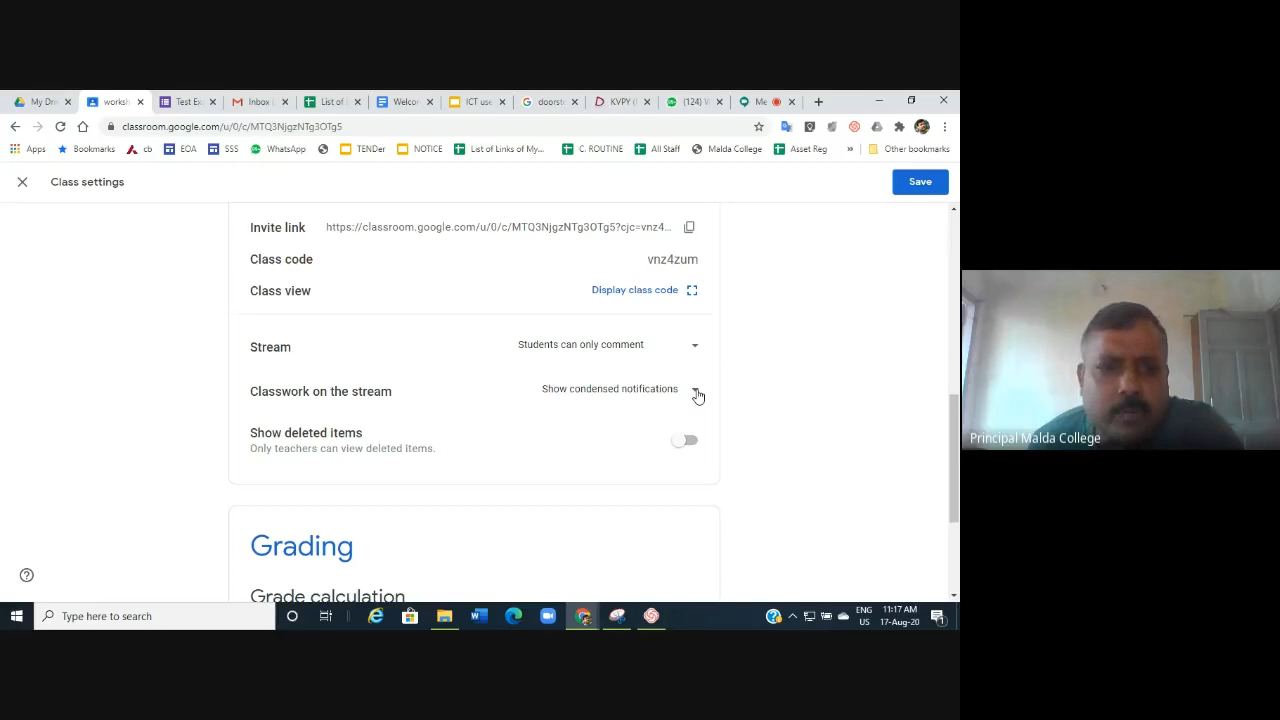 My Dri
worksh
Test Ex
Inbox (
List of
Welco
ICT use
doorst
KVPY (
(124) V
Me
classroom.google.com/u/0/c/MTQ3NjgzNTg3OTg5
Apps
Bookmarks
cb
EOA
SSS
WhatsApp
TENDer
NOTICE
List of Links of My...
C. ROUTINE
All Staff
Malda College
Asset Reg
»
Other bookmarks
Class settings
Save
Invite link
https://classroom.google.com/u/0/c/MTQ3NjgzNTg3OTg5?cjc=vnz4...
Class code
vnz4zum
Class view
Display class code
Stream
Students can only comment
Classwork on the stream
Show condensed notifications
Show deleted items
Only teachers can view deleted items.
Principal Malda College
Grading
Grade calculation
Type here to search
ENG
US
11:17 AM
17-Aug-20